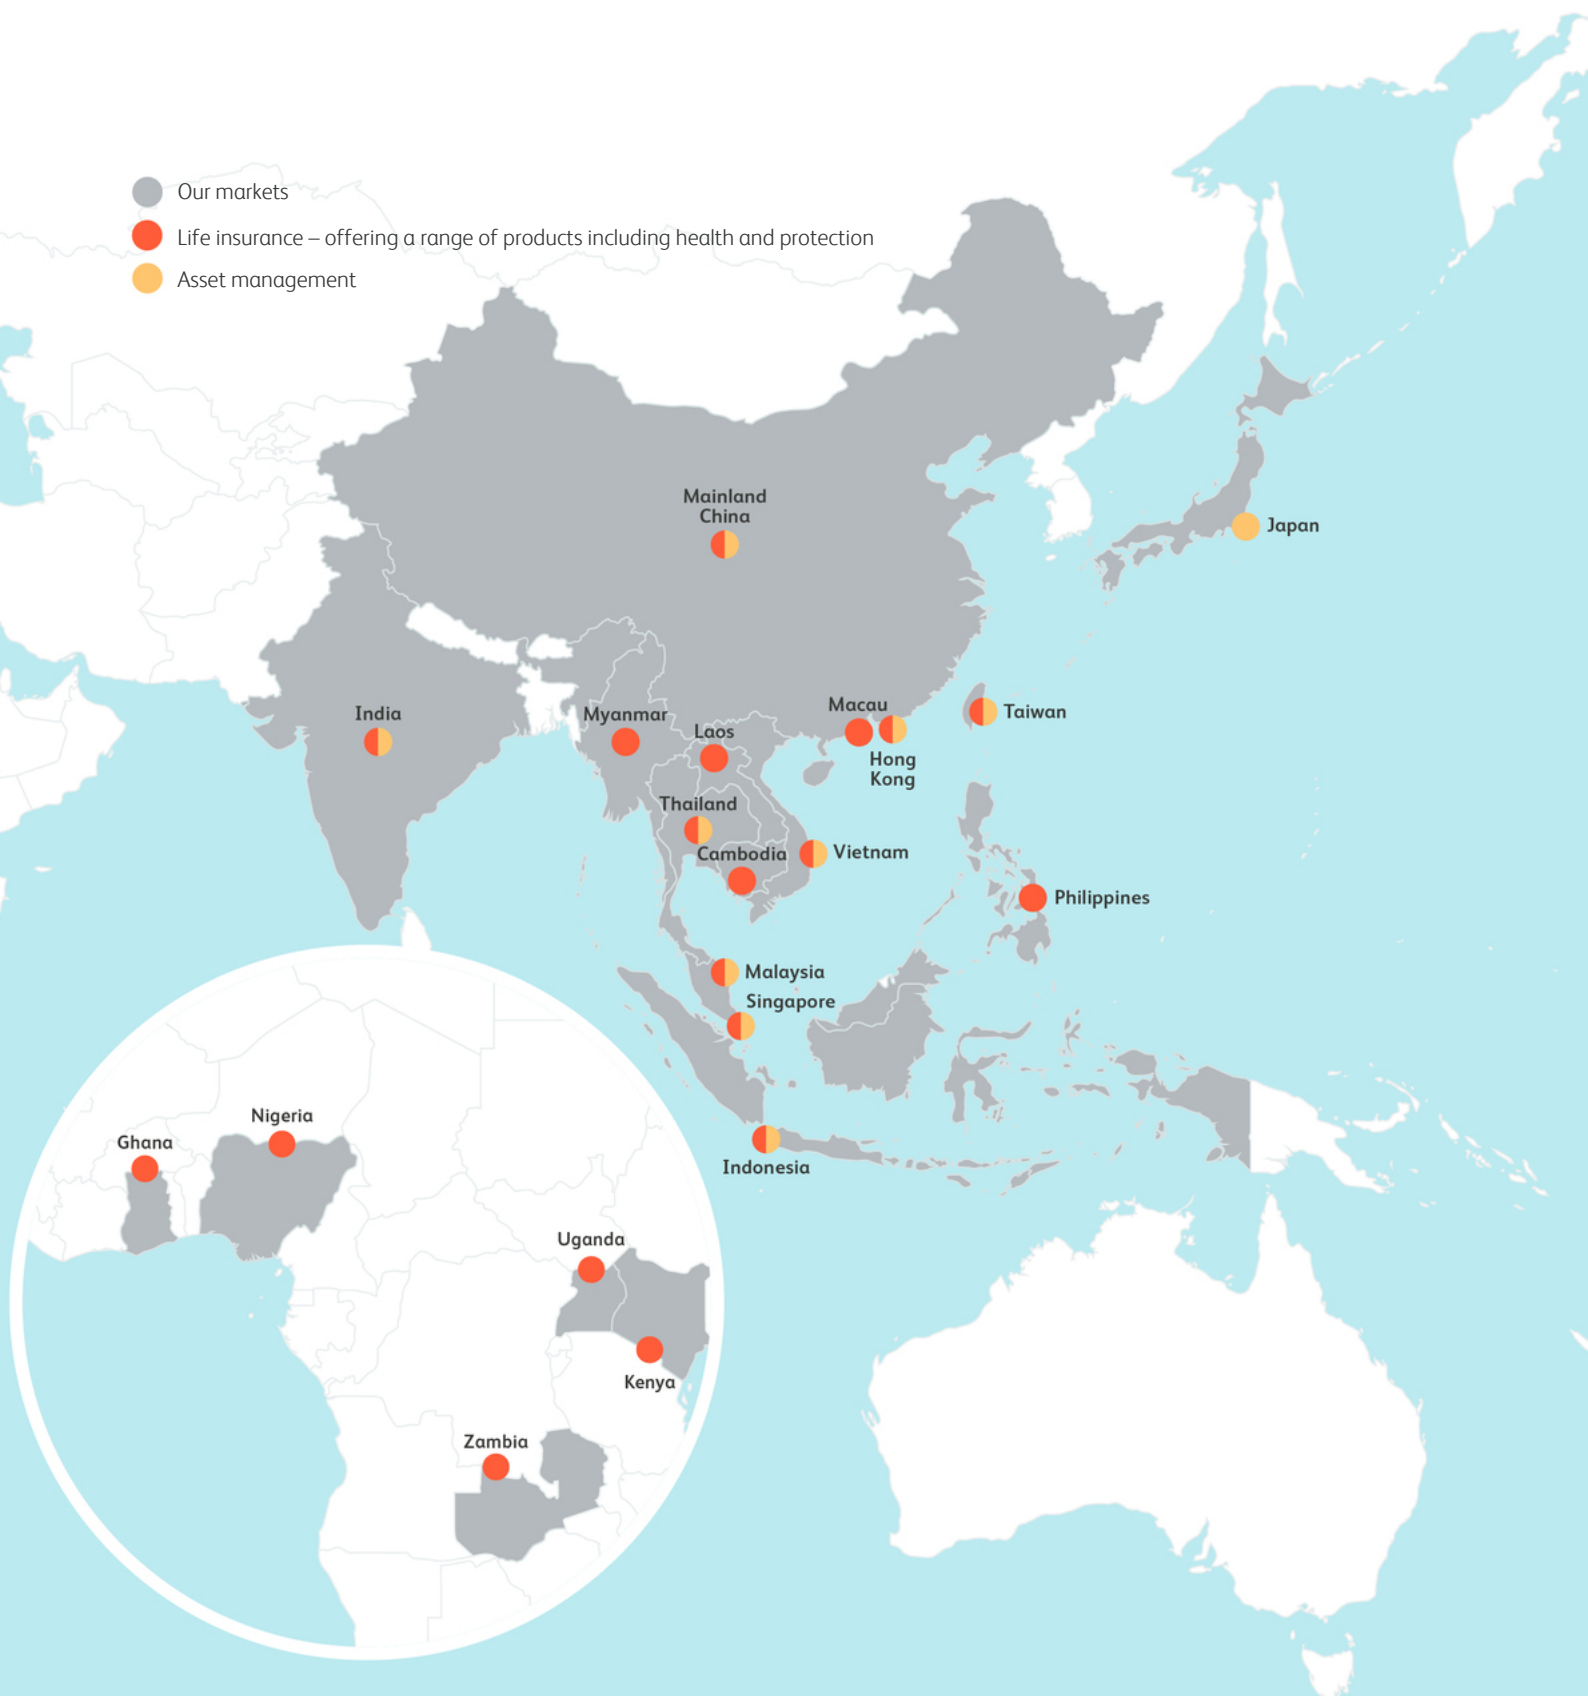 Our markets
Life insurance – offering a range of products including health and protection
Asset management
Mainland
China
Japan
India
Myanmar
Laos
Macau
Hong
Kong
Taiwan
Thailand
Cambodia
Vietnam
Philippines
Malaysia
Singapore
Indonesia
Nigeria
Ghana
Uganda
Kenya
Zambia